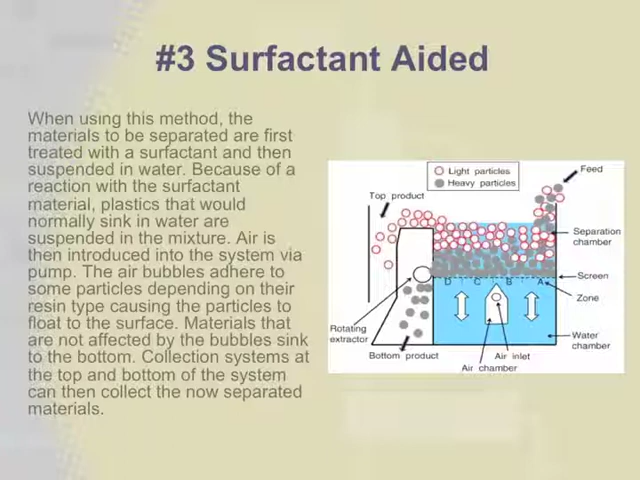 #3 Surfactant Aided
When using this method, the
materials to be separated are first
treated with a surfactant and then
suspended in water. Because of a
reaction with the surfactant
material, plastics that would
normally sink in water are
suspended in the mixture. Air is
then introduced into the system via
pump. The air bubbles adhere to
some particles depending on their
resin type causing the particles to
float to the surface. Materials that
are not affected by the bubbles sink
to the bottom. Collection systems at
the top and bottom of the system
can then collect the now separated
materials.
Light particles
Heavy particles
Feed
Top product
Separation
chamber
Screen
D C B A
Zone
Rotating
extractor
Water
chamber
Bottom product
Air inlet
Air chamber